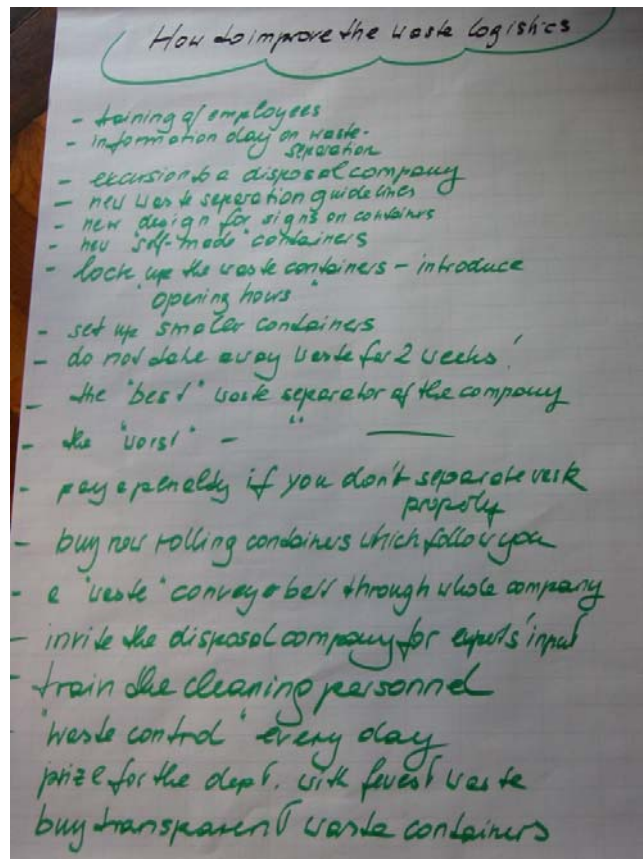 How to improve the waste logistics
- training of employees
- information day on waste-
separation
- excursion to a disposal company
- new waste separation guidelines
- new design for signs on containers
- new "self-made" containers
- lock up the waste containers - introduce
"opening hours"
- set up smaller containers
- do not take away waste for 2 weeks!
- the "best" waste separator of the company
- the "worst" - " ———
- pay a penalty if you don't separate waste
properly
- buy new rolling containers which follow you
- a "waste" conveyor belt through whole company
- invite the disposal company for experts' input
- train the cleaning personnel
"waste control" every day
prize for the dept. with fewest waste
buy transparent waste containers